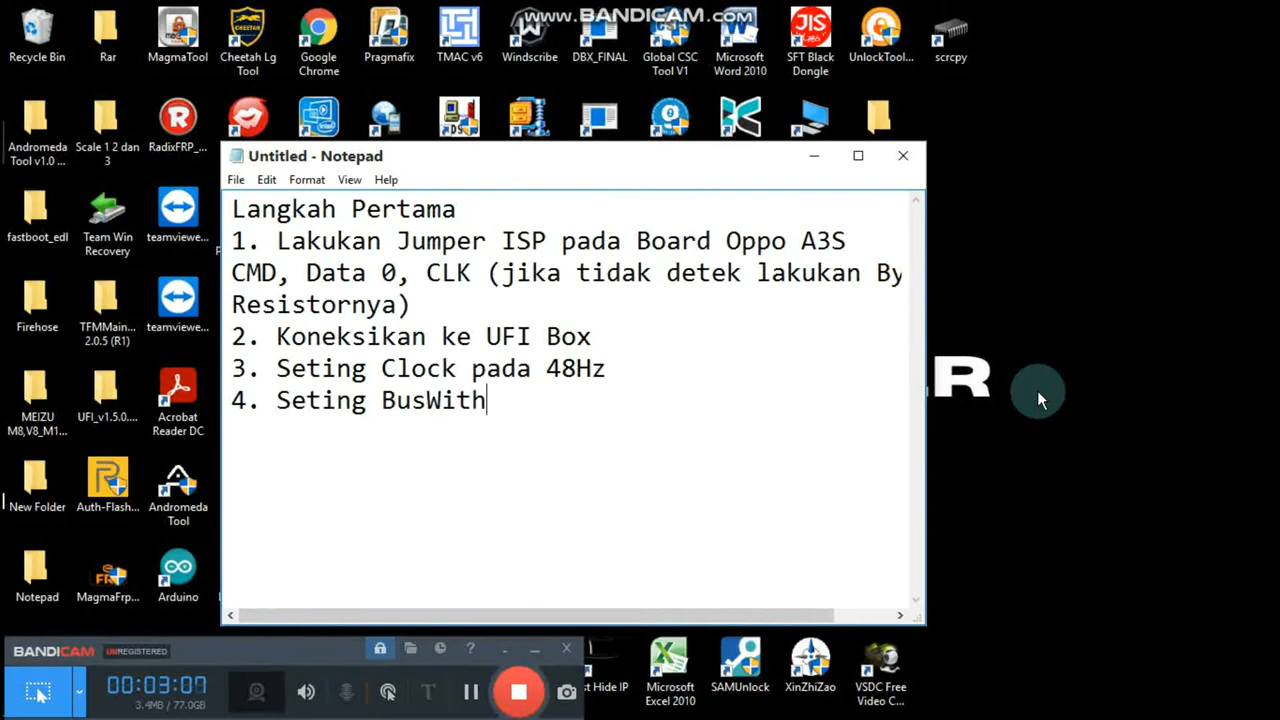 www.BANDICAM.com
Recycle Bin
Rar
MagmaTool
Cheetah Lg Tool
Google Chrome
Pragmafix
TMAC v6
Windscribe
DBX_FINAL
Global CSC Tool V1
Microsoft Word 2010
SFT Black Dongle
UnlockTool...
scrcpy
Andromeda Tool v1.0 ...
Scale 1 2 dan 3
RadixFRP_...
fastboot_edl
Team Win Recovery
teamviewe...
Firehose
TFMMain... 2.0.5 (R1)
teamviewe...
MEIZU M8,V8_M1...
UFI_v1.5.0....
Acrobat Reader DC
New Folder
Auth-Flash...
Andromeda Tool
Notepad
MagmaFrp...
Arduino
Untitled - Notepad
File Edit Format View Help
Langkah Pertama
1. Lakukan Jumper ISP pada Board Oppo A3S
CMD, Data 0, CLK (jika tidak detek lakukan By
Resistornya)
2. Koneksikan ke UFI Box
3. Seting Clock pada 48Hz
4. Seting BusWith
R
BANDICAM UNREGISTERED
00:03:07
3.4MB / 77.0GB
t Hide IP
Microsoft Excel 2010
SAMUnlock
XinZhiZao
VSDC Free Video C...